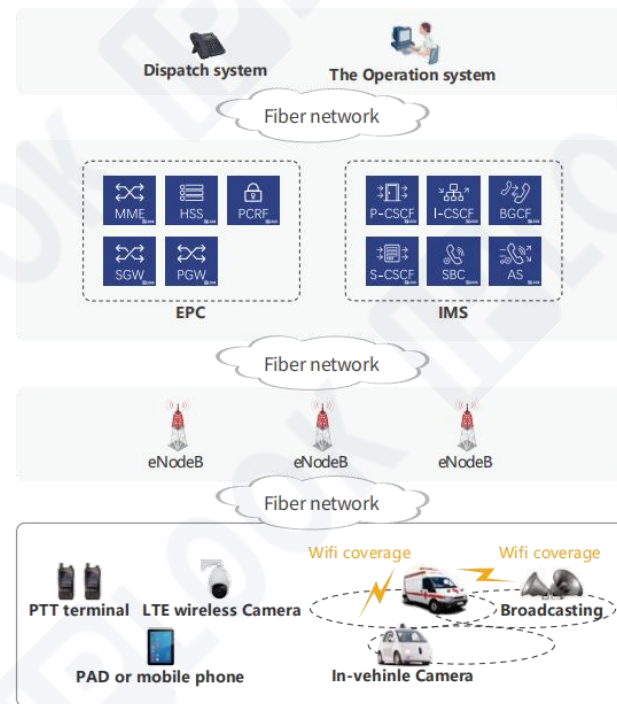 Dispatch system
The Operation system
Fiber network
MME
HSS
PCRF
SGW
PGW
EPC
P-CSCF
I-CSCF
BGCF
S-CSCF
SBC
AS
IMS
Fiber network
eNodeB
eNodeB
eNodeB
Fiber network
Wifi coverage
Wifi coverage
PTT terminal
LTE wireless Camera
Broadcasting
PAD or mobile phone
In-vehinle Camera
IPLOOK